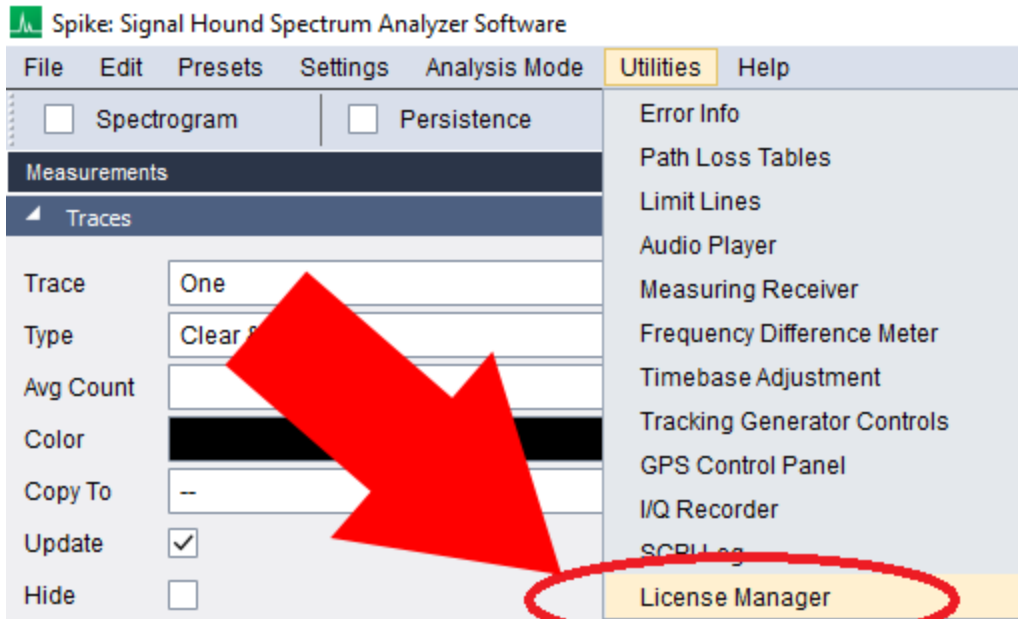 Spike: Signal Hound Spectrum Analyzer Software
File Edit Presets Settings Analysis Mode Utilities Help
Spectrogram Persistence
Measurements
Traces
Trace One
Type Clear
Avg Count
Color
Copy To --
Update
Hide
Error Info
Path Loss Tables
Limit Lines
Audio Player
Measuring Receiver
Frequency Difference Meter
Timebase Adjustment
Tracking Generator Controls
GPS Control Panel
I/Q Recorder
SCPI Log
License Manager